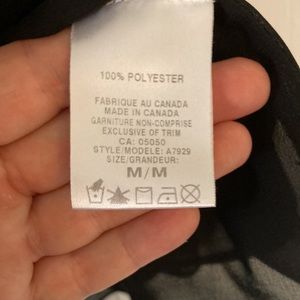 100% POLYESTER
FABRIQUE AU CANADA
MADE IN CANADA
GARNITURE NON-COMPRISE
EXCLUSIVE OF TRIM
CA: 05050
STYLE/MODELE: A7929
SIZE/GRANDEUR:
M/M